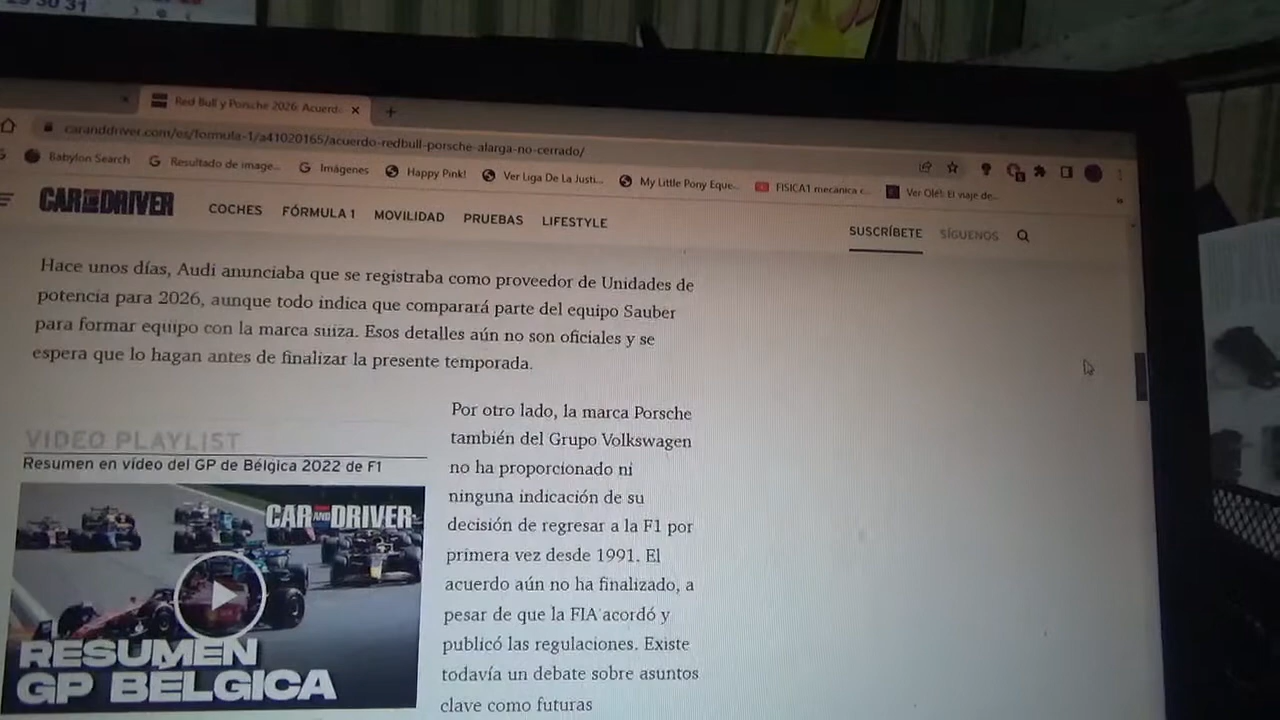 29 30 31
Red Bull y Porsche 2026: Acuerd
caranddriver.com/es/formula-1/a41020165/acuerdo-redbull-porsche-alarga-no-cerrado/
Babylon Search
Resultado de image...
Imágenes
Happy Pink!
Ver Liga De La Justi...
My Little Pony Eque...
FISICA1 mecánica c...
Ver Olé!: El viaje de...
CAR AND DRIVER
COCHES
FÓRMULA 1
MOVILIDAD
PRUEBAS
LIFESTYLE
SUSCRÍBETE
SÍGUENOS
Hace unos días, Audi anunciaba que se registraba como proveedor de Unidades de
potencia para 2026, aunque todo indica que comparará parte del equipo Sauber
para formar equipo con la marca suiza. Esos detalles aún no son oficiales y se
espera que lo hagan antes de finalizar la presente temporada.
VIDEO PLAYLIST
Resumen en vídeo del GP de Bélgica 2022 de F1
CAR AND DRIVER
RESUMEN
GP BÉLGICA
Por otro lado, la marca Porsche
también del Grupo Volkswagen
no ha proporcionado ni
ninguna indicación de su
decisión de regresar a la F1 por
primera vez desde 1991. El
acuerdo aún no ha finalizado, a
pesar de que la FIA acordó y
publicó las regulaciones. Existe
todavía un debate sobre asuntos
clave como futuras